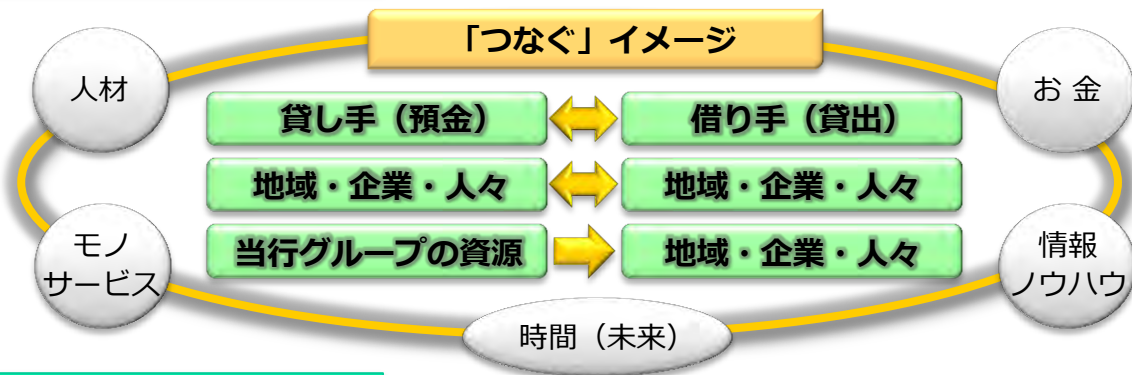 「つなぐ」イメージ
人材
お 金
貸し手（預金）
借り手（貸出）
地域・企業・人々
地域・企業・人々
当行グループの資源
地域・企業・人々
モノ
サービス
情報
ノウハウ
時間（未来）